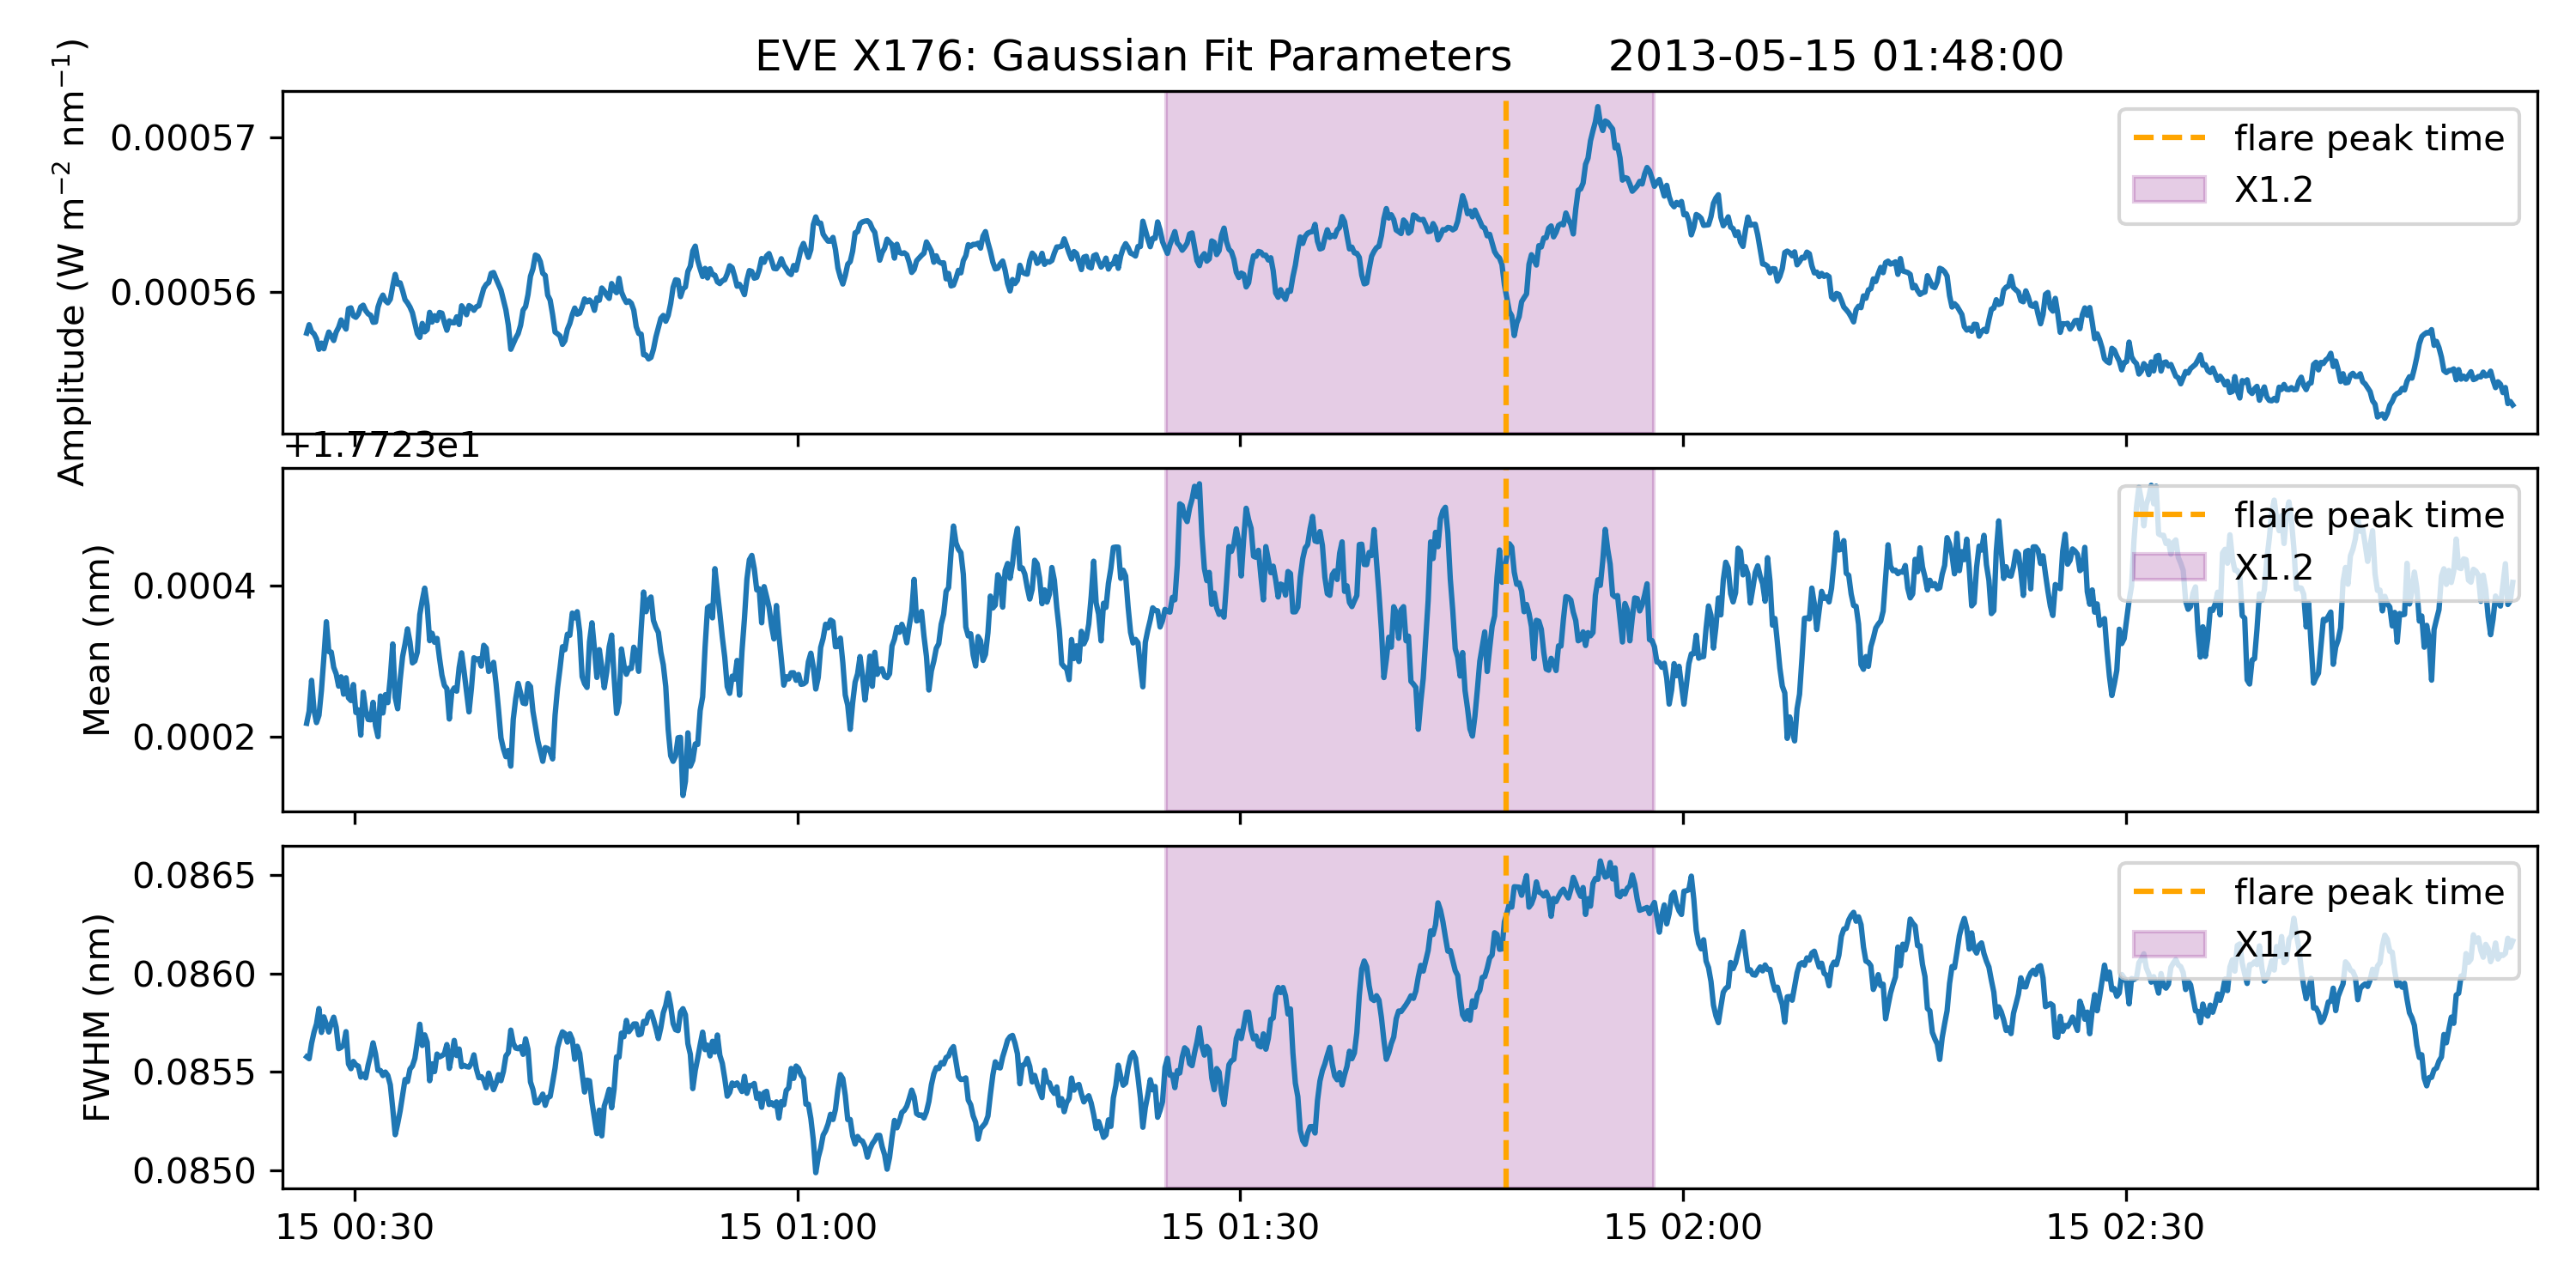 EVE X176: Gaussian Fit Parameters 2013-05-15 01:48:00
Amplitude (W m⁻² nm⁻¹)
0.00057
0.00056
flare peak time
X1.2
+1.7723e1
Mean (nm)
0.0004
0.0002
flare peak time
X1.2
FWHM (nm)
0.0865
0.0860
0.0855
0.0850
flare peak time
X1.2
15 00:30 15 01:00 15 01:30 15 02:00 15 02:30